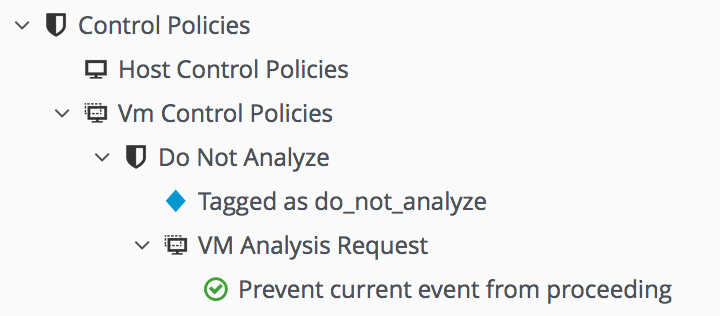 Control Policies
Host Control Policies
Vm Control Policies
Do Not Analyze
Tagged as do_not_analyze
VM Analysis Request
Prevent current event from proceeding